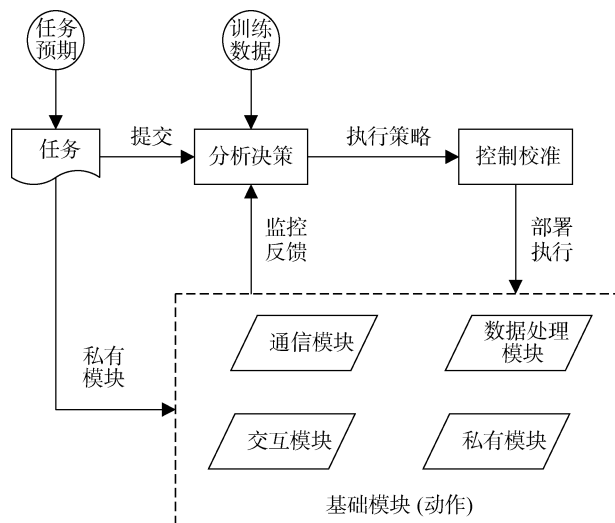 任务
预期
训练
数据
任务
提交
分析决策
执行策略
控制校准
监控
反馈
部署
执行
私有
模块
通信模块
数据处理
模块
交互模块
私有模块
基础模块 (动作)